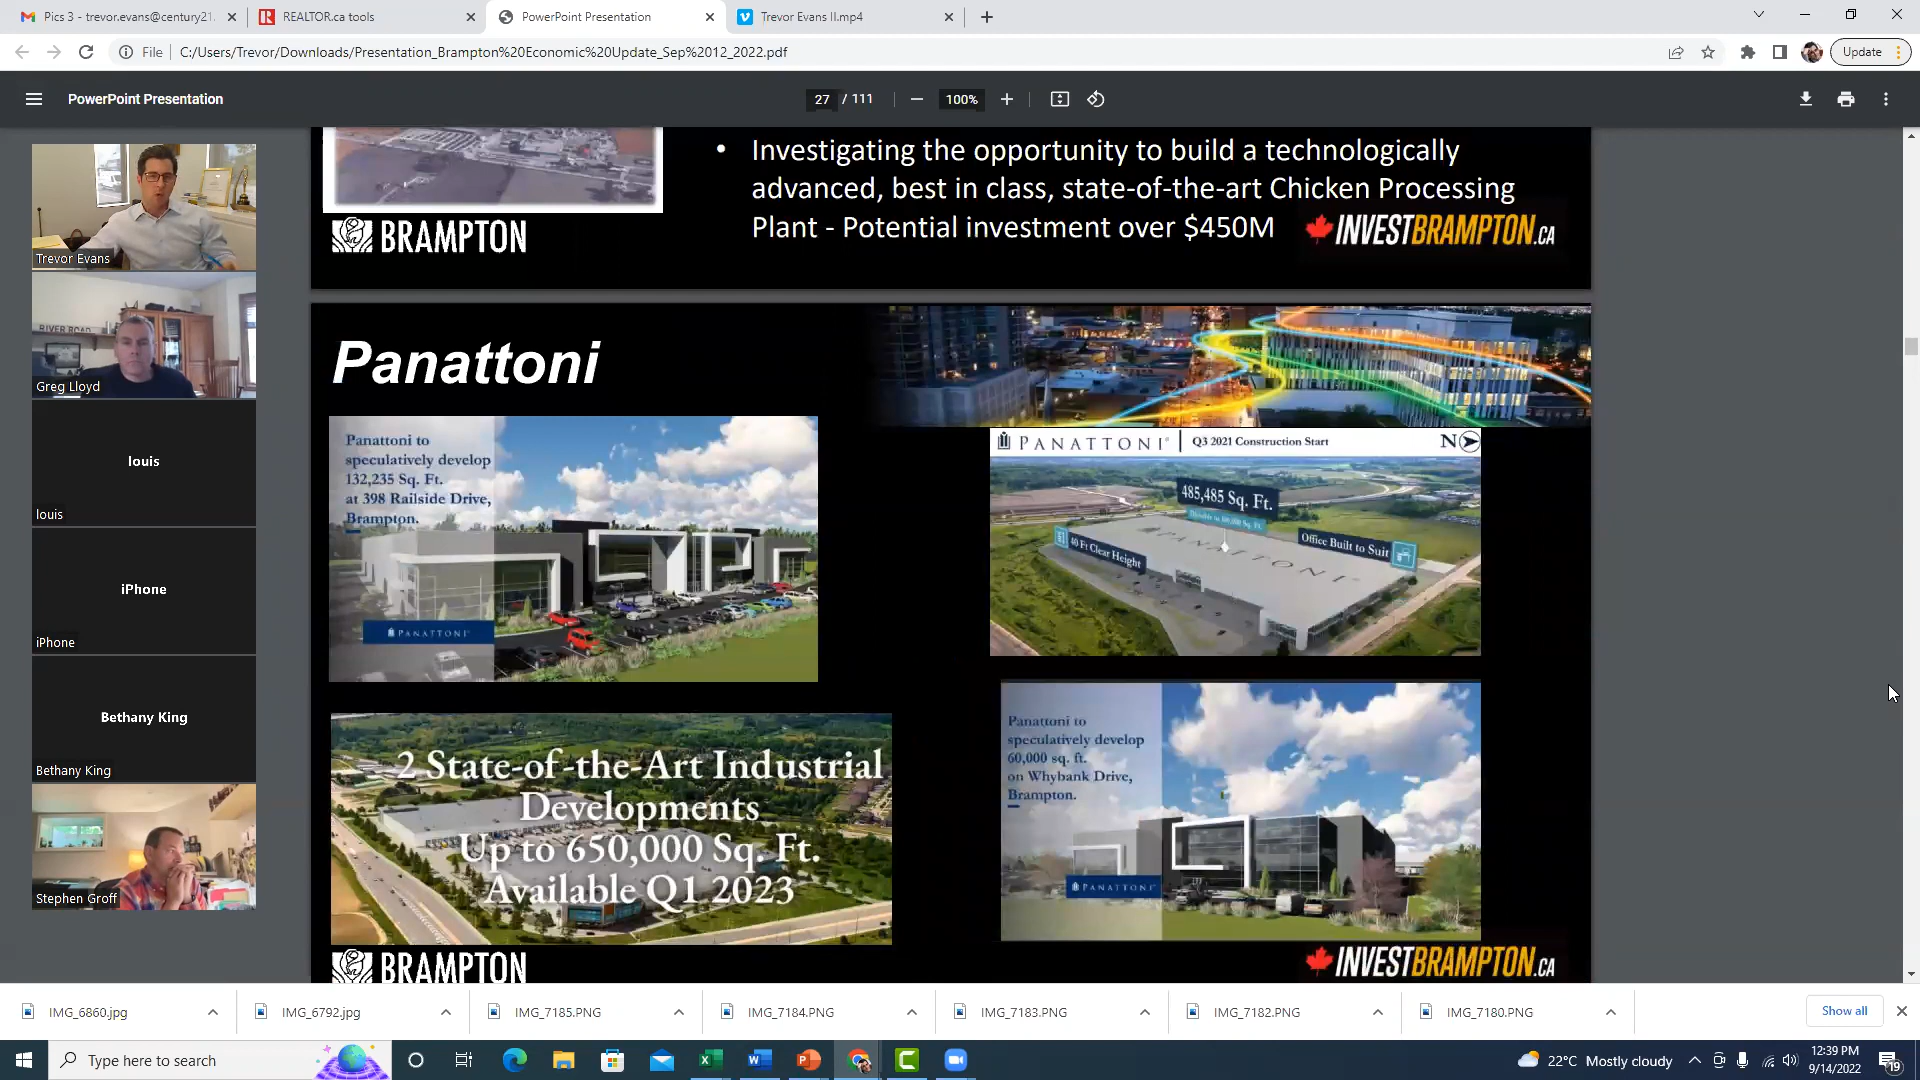 Pics 3 - trevor.evans@century21.
REALTOR.ca tools
PowerPoint Presentation
Trevor Evans II.mp4
File
C:/Users/Trevor/Downloads/Presentation_Brampton%20Economic%20Update_Sep%2012_2022.pdf
Update
PowerPoint Presentation
27 / 111
100%
Trevor Evans
RIVER ROAD
Greg Lloyd
louis
louis
iPhone
iPhone
Bethany King
Bethany King
Stephen Groff
• Investigating the opportunity to build a technologically
advanced, best in class, state-of-the-art Chicken Processing
Plant - Potential investment over $450M
BRAMPTON
INVESTBRAMPTON.CA
Panattoni
Panattoni to
speculatively develop
132,235 Sq. Ft.
at 398 Railside Drive,
Brampton.
PANATTONI
PANATTONI® | Q3 2021 Construction Start
N
485,485 Sq. Ft.
40 Ft Clear Height
Office Built to Suit
PANATTONI
2 State-of-the-Art Industrial
Developments
Up to 650,000 Sq. Ft.
Available Q1 2023
Panattoni to
speculatively develop
60,000 sq. ft.
on Whybank Drive,
Brampton.
PANATTONI
BRAMPTON
INVESTBRAMPTON.CA
IMG_6860.jpg
IMG_6792.jpg
IMG_7185.PNG
IMG_7184.PNG
IMG_7183.PNG
IMG_7182.PNG
IMG_7180.PNG
Show all
Type here to search
22°C Mostly cloudy
12:39 PM
9/14/2022
19